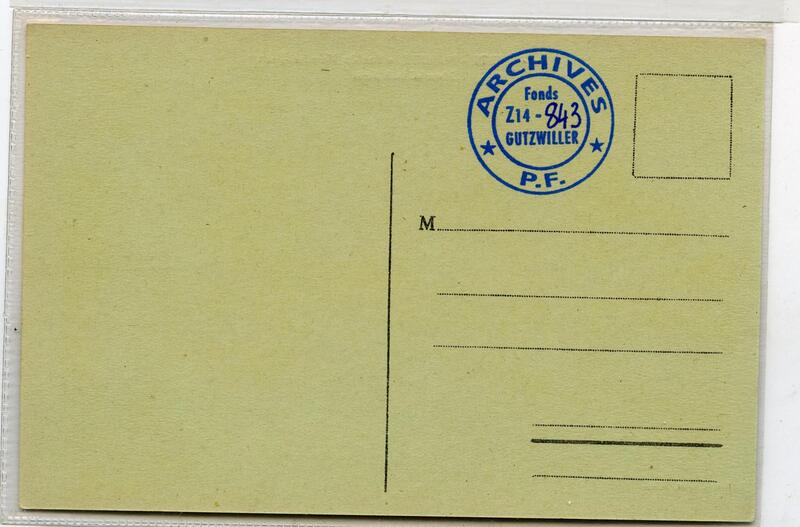 ARCHIVES
Fonds
Z14 - 843
GUTZWILLER
P.F.
M